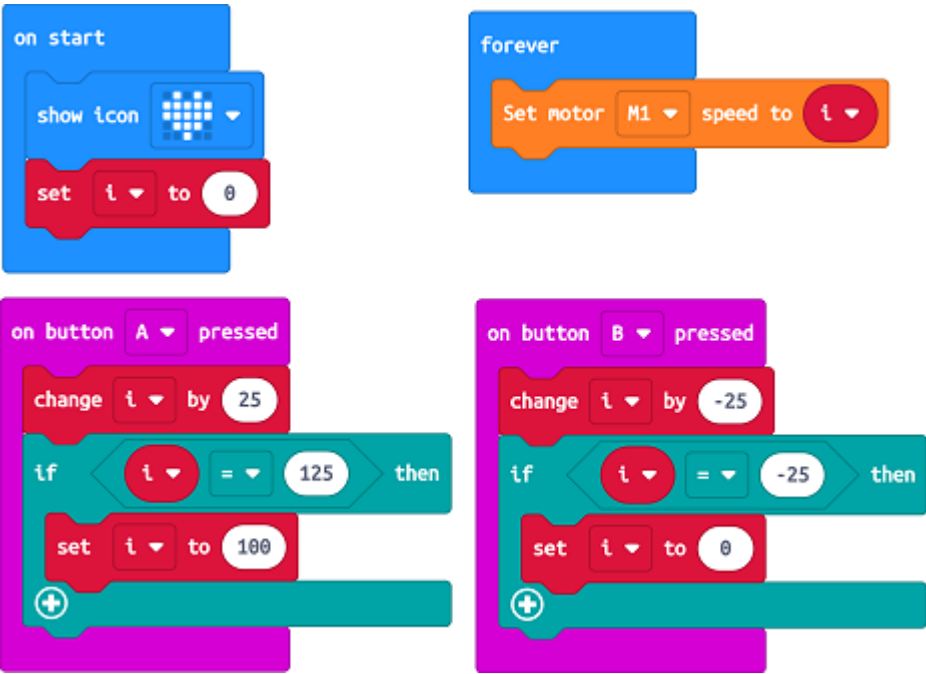 on start
show icon
set i to 0
forever
Set motor M1 speed to i
on button A pressed
change i by 25
if i = 125 then
set i to 100
on button B pressed
change i by -25
if i = -25 then
set i to 0